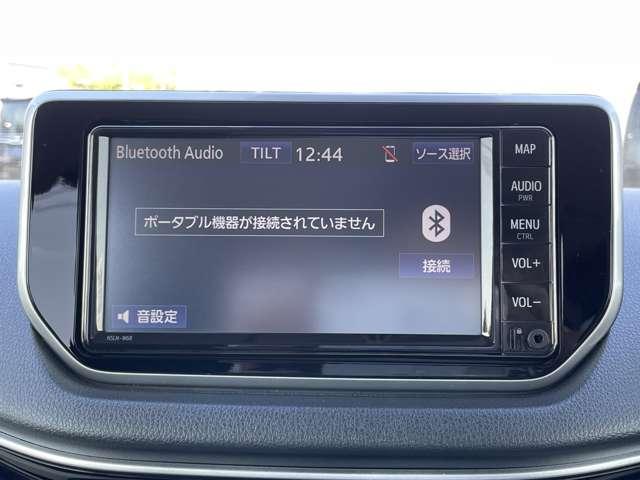 Bluetooth Audio TILT 12:44 ソース選択
ポータブル機器が接続されていません
接続
音設定
MAP
AUDIO
PWR
MENU
CTRL
VOL+
VOL−
NSLN-W68